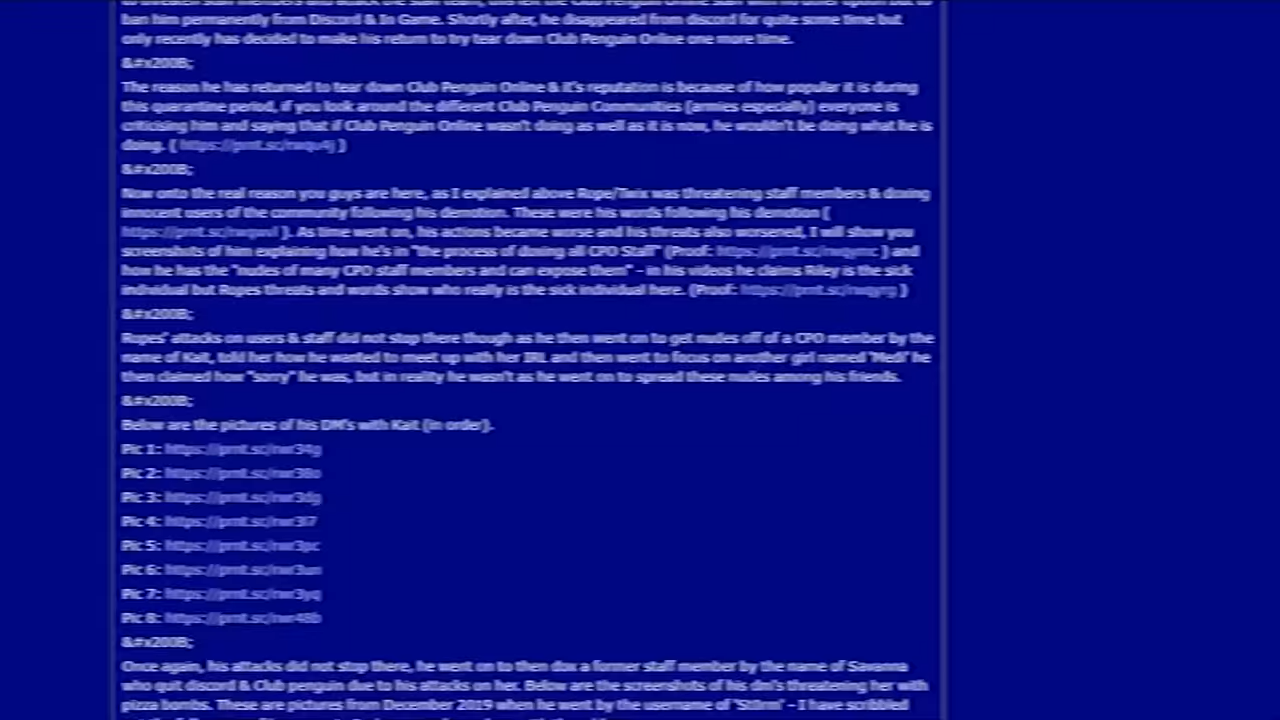 ban him permanently from Discord & In Game. Shortly after, he disappeared from discord for quite some time but
only recently has decided to make his return to try tear down Club Penguin Online one more time.
&#x200B;
The reason he has returned to tear down Club Penguin Online & it's reputation is because of how popular it is during
this quarantine period, if you look around the different Club Penguin Communities (armies especially) everyone is
criticising him and saying that if Club Penguin Online wasn't doing as well as it is now, he wouldn't be doing what he is
doing. ( )
&#x200B;
Now onto the real reason you guys are here, as I explained above Rope/Twix was threatening staff members & doxing
innocent users of the community following his demotion. These were his words following his demotion (
). As time went on, his actions became worse and his threats also worsened, I will show you
screenshots of him explaining how he's in "the process of doxing all CPO Staff" (Proof: ) and
how he has the "nudes of many CPO staff members and can expose them" - in his videos he claims Riley is the sick
individual but Ropes threats and words show who really is the sick individual here. (Proof: )
&#x200B;
Ropes' attacks on users & staff did not stop there though as he then went on to get nudes off of a CPO member by the
name of Kait, told her how he wanted to meet up with her IRL and then went to focus on another girl named 'Medi' he
then claimed how "sorry" he was, but in reality he wasn't as he went on to spread these nudes among his friends.
&#x200B;
Below are the pictures of his DM's with Kait (in order).
Pic 1:
Pic 2:
Pic 3:
Pic 4:
Pic 5:
Pic 6:
Pic 7:
Pic 8:
&#x200B;
Once again, his attacks did not stop there, he went on to then dox a former staff member by the name of Savanna
who quit discord & Club penguin due to his attacks on her. Below are the screenshots of his dm's threatening her with
pizza bombs. These are pictures from December 2019 when he went by the username of - I have scribbled